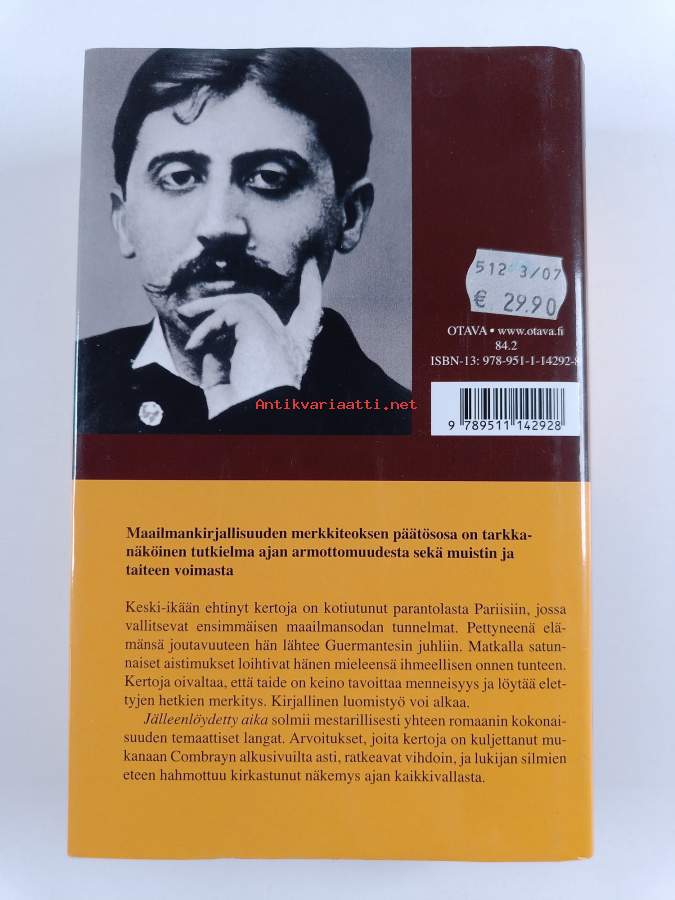 512 3/07
€ 29.90
OTAVA • www.otava.fi
84.2
ISBN-13: 978-951-1-14292-8
Antikvariaatti.net
9 789511 142928
Maailmankirjallisuuden merkkiteoksen päätösosa on tarkka-
näköinen tutkielma ajan armottomuudesta sekä muistin ja
taiteen voimasta
Keski-ikään ehtinyt kertoja on kotiutunut parantolasta Pariisiin, jossa
vallitsevat ensimmäisen maailmansodan tunnelmat. Pettyneenä elä-
mänsä joutavuuteen hän lähtee Guermantesin juhliin. Matkalla satun-
naiset aistimukset loihtivat hänen mieleensä ihmeellisen onnen tunteen.
Kertoja oivaltaa, että taide on keino tavoittaa menneisyys ja löytää elet-
tyjen hetkien merkitys. Kirjallinen luomistyö voi alkaa.
Jälleenlöydetty aika solmii mestarillisesti yhteen romaanin kokonai-
suuden temaattiset langat. Arvoitukset, joita kertoja on kuljettanut mu-
kanaan Combrayn alkusivuilta asti, ratkeavat vihdoin, ja lukijan silmien
eteen hahmottuu kirkastunut näkemys ajan kaikkivallasta.